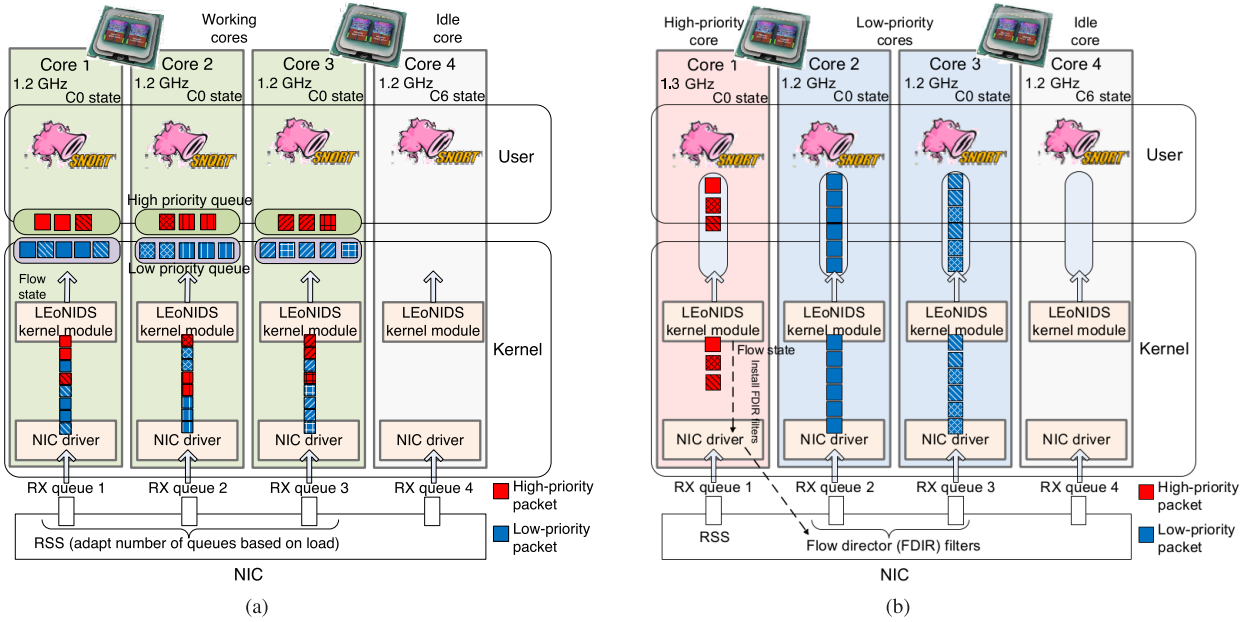 Working
cores
Idle
core
Core 1
1.2 GHz
C0 state
Core 2
1.2 GHz
C0 state
Core 3
1.2 GHz
C0 state
Core 4
1.2 GHz
C6 state
SNORT
SNORT
SNORT
SNORT
User
High priority queue
Low priority queue
Flow
state
LEoNIDS
kernel module
LEoNIDS
kernel module
LEoNIDS
kernel module
LEoNIDS
kernel module
Kernel
NIC driver
NIC driver
NIC driver
NIC driver
RX queue 1
RX queue 2
RX queue 3
RX queue 4
High-priority
packet
Low-priority
packet
RSS (adapt number of queues based on load)
NIC
(a)
High-priority
core
Low-priority
cores
Idle
core
Core 1
1.3 GHz
C0 state
Core 2
1.2 GHz
C0 state
Core 3
1.2 GHz
C0 state
Core 4
1.2 GHz
C6 state
SNORT
SNORT
SNORT
SNORT
User
LEoNIDS
kernel module
LEoNIDS
kernel module
LEoNIDS
kernel module
LEoNIDS
kernel module
Flow state
Install FDIR filters
Kernel
NIC driver
NIC driver
NIC driver
NIC driver
RX queue 1
RX queue 2
RX queue 3
RX queue 4
High-priority
packet
Low-priority
packet
RSS
Flow director (FDIR) filters
NIC
(b)